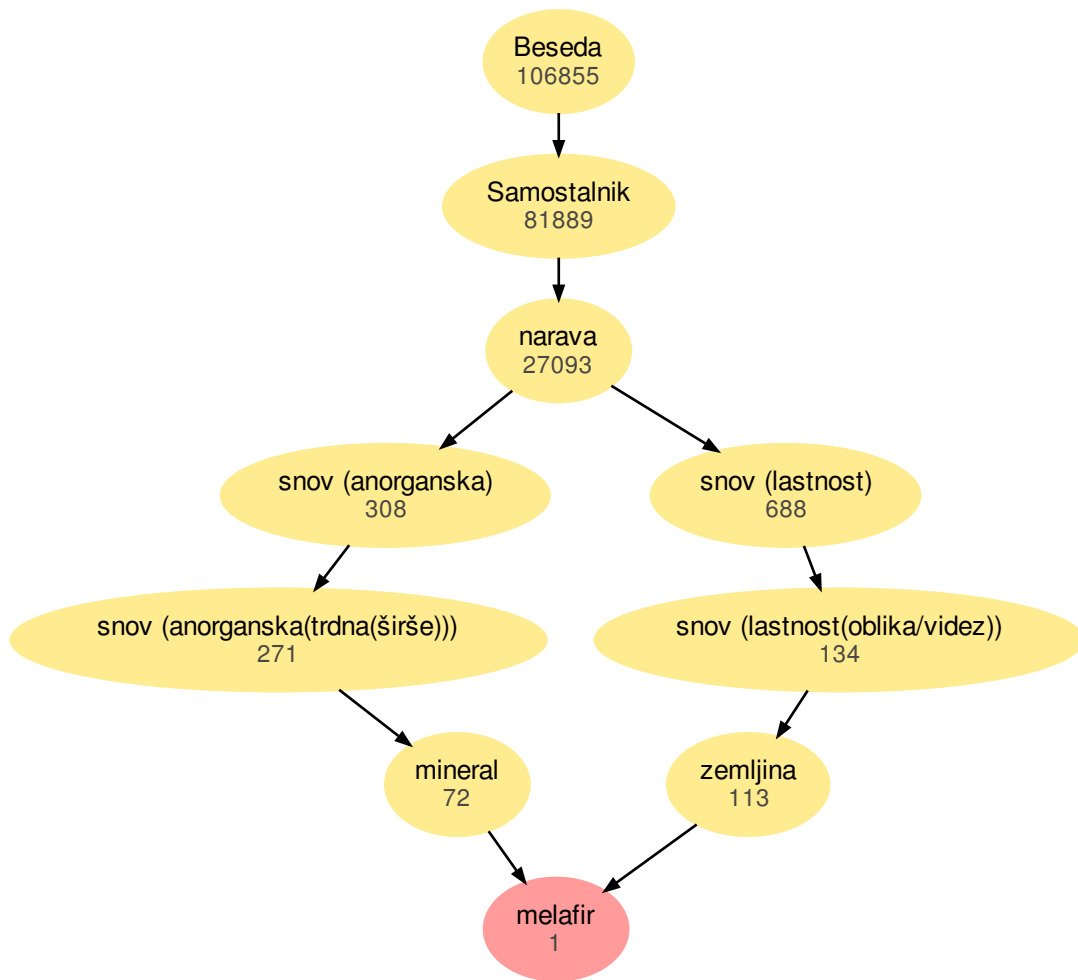 Beseda
106855
Samostalnik
81889
narava
27093
snov (anorganska)
308
snov (lastnost)
688
snov (anorganska(trdna(širše)))
271
snov (lastnost(oblika/videz))
134
mineral
72
zemljina
113
melafir
1